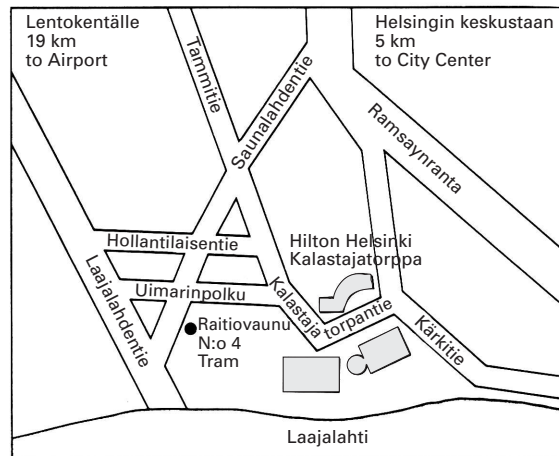 Lentokentälle
19 km
to Airport
Helsingin keskustaan
5 km
to City Center
Tammitie
Saunalahdentie
Ramsaynranta
Hollantilaisentie
Hilton Helsinki
Kalastajatorppa
Laajalahdentie
Uimarinpolku
Kalastaja
torpantie
Kärkitie
Raitiovaunu
N:o 4
Tram
Laajalahti